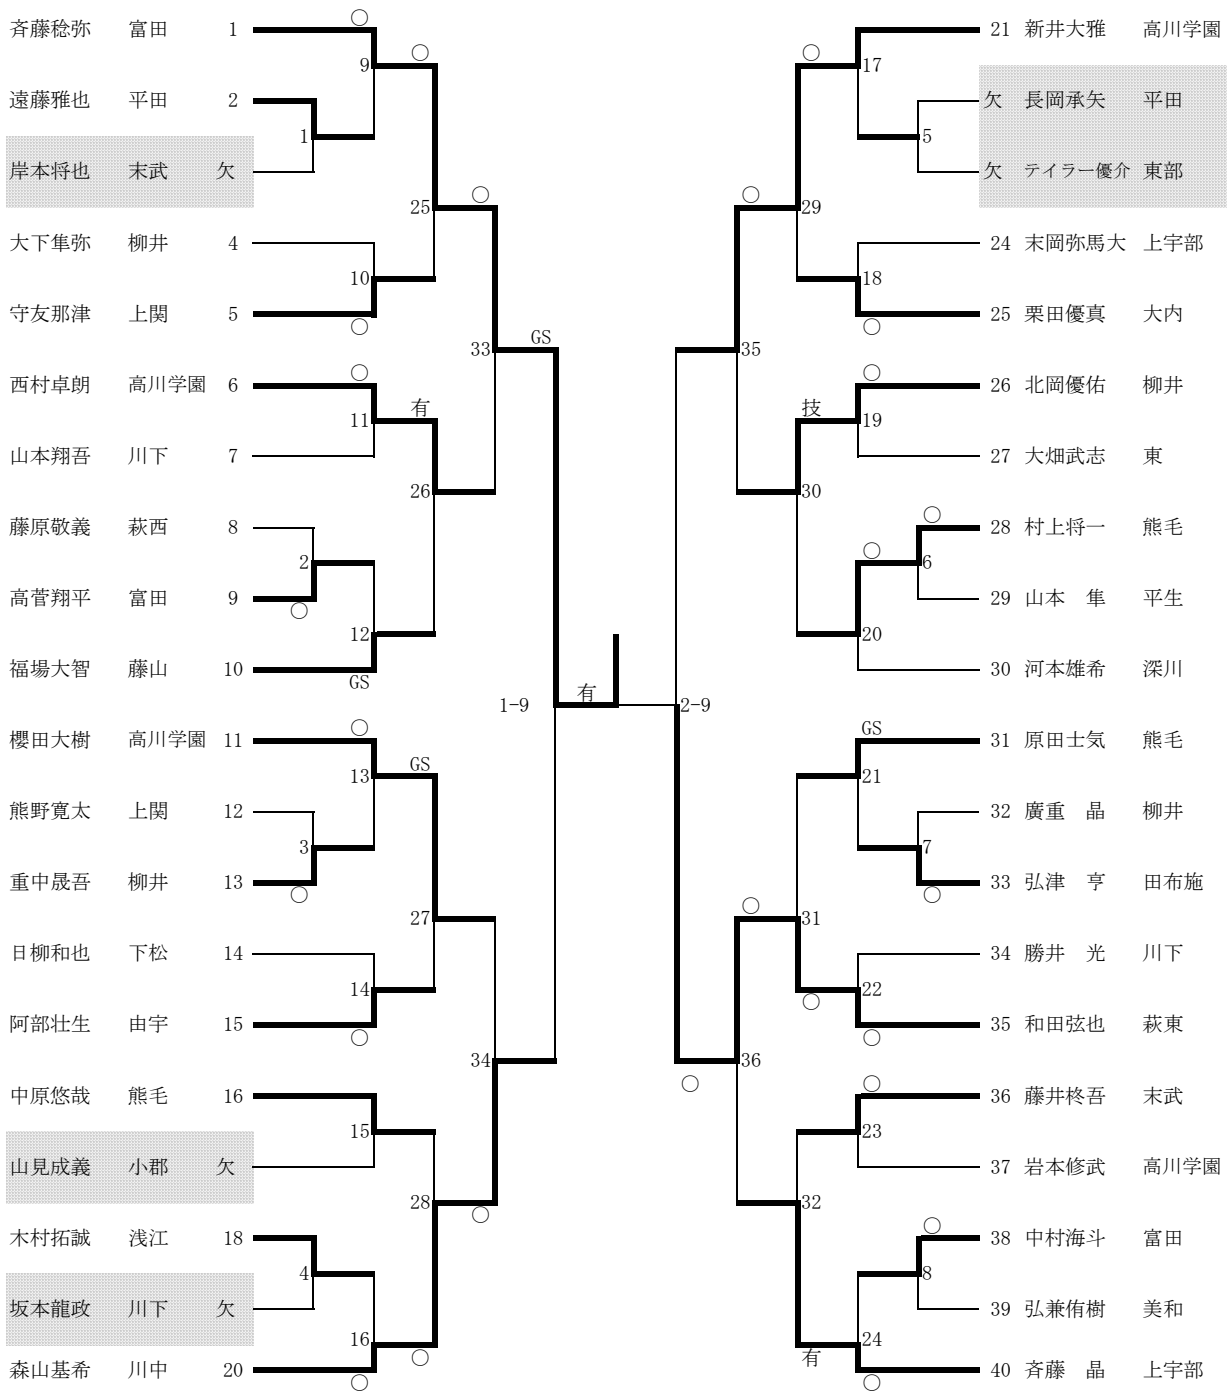 斉藤稔弥 富田 1
遠藤雅也 平田 2
岸本将也 末武 欠
大下隼弥 柳井 4
守友那津 上関 5
西村卓朗 高川学園 6
山本翔吾 川下 7
藤原敬義 萩西 8
高菅翔平 富田 9
福場大智 藤山 10
櫻田大樹 高川学園 11
熊野寛太 上関 12
重中晟吾 柳井 13
日柳和也 下松 14
阿部壮生 由宇 15
中原悠哉 熊毛 16
山見成義 小郡 欠
木村拓誠 浅江 18
坂本龍政 川下 欠
森山基希 川中 20
○
1
2
○
3
○
4
9
○
10
○
○
11
12
GS
○
13
14
○
15
16
○
○
25
有
26
GS
27
28
○
○
33
34
○
GS
1-9
有
2-9
○
35
○
36
○
○
29
技
30
31
○
32
有
17
18
○
○
19
○
20
GS
21
22
○
○
23
24
○
5
○
6
7
○
○
8
21 新井大雅 高川学園
欠 長岡承矢 平田
欠 テイラー優介 東部
24 末岡弥馬大 上宇部
25 栗田優真 大内
26 北岡優佑 柳井
27 大畑武志 東
28 村上将一 熊毛
29 山本 隼 平生
30 河本雄希 深川
31 原田士気 熊毛
32 廣重 晶 柳井
33 弘津 亨 田布施
34 勝井 光 川下
35 和田弦也 萩東
36 藤井柊吾 末武
37 岩本修武 高川学園
38 中村海斗 富田
39 弘兼侑樹 美和
40 斉藤 晶 上宇部